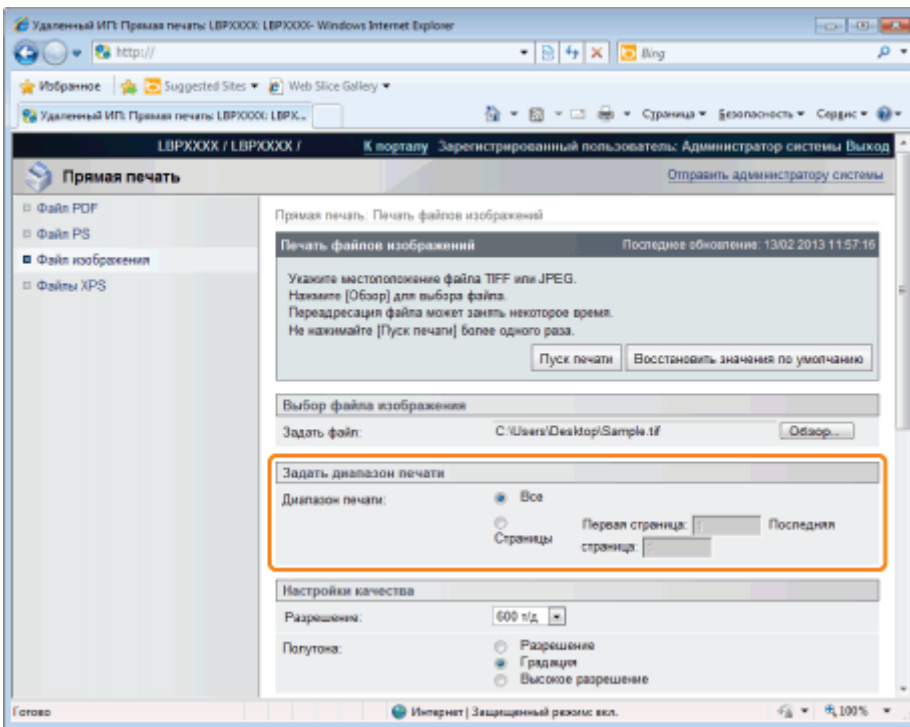 Удаленный ИП: Прямая печать: LBPXXXX: LBPXXXX- Windows Internet Explorer
http://
Bing
Избранное Suggested Sites Web Slice Gallery
Удаленный ИП: Прямая печать: LBPXXXX: LBPX...
Страница Безопасность Сервис
LBPXXXX / LBPXXXX / К порталу Зарегистрированный пользователь: Администратор системы Выход
Прямая печать Отправить администратору системы
Файл PDF
Файл PS
Файл изображения
Файлы XPS
Прямая печать: Печать файлов изображений
Печать файлов изображений Последнее обновление: 13/02 2013 11:57:16
Укажите местоположение файла TIFF или JPEG.
Нажмите [Обзор] для выбора файла.
Переадресация файла может занять некоторое время.
Не нажимайте [Пуск печати] более одного раза.
Пуск печати Восстановить значения по умолчанию
Выбор файла изображения
Задать файл: C:\Users\Desktop\Sample.tif Обзор...
Задать диапазон печати
Диапазон печати: Все
Страницы Первая страница: 1 Последняя
страница: 1
Настройки качества
Разрешение: 600 т/д
Полутона: Разрешение
Градация
Высокое разрешение
Готово Интернет | Защищенный режим: вкл. 100%